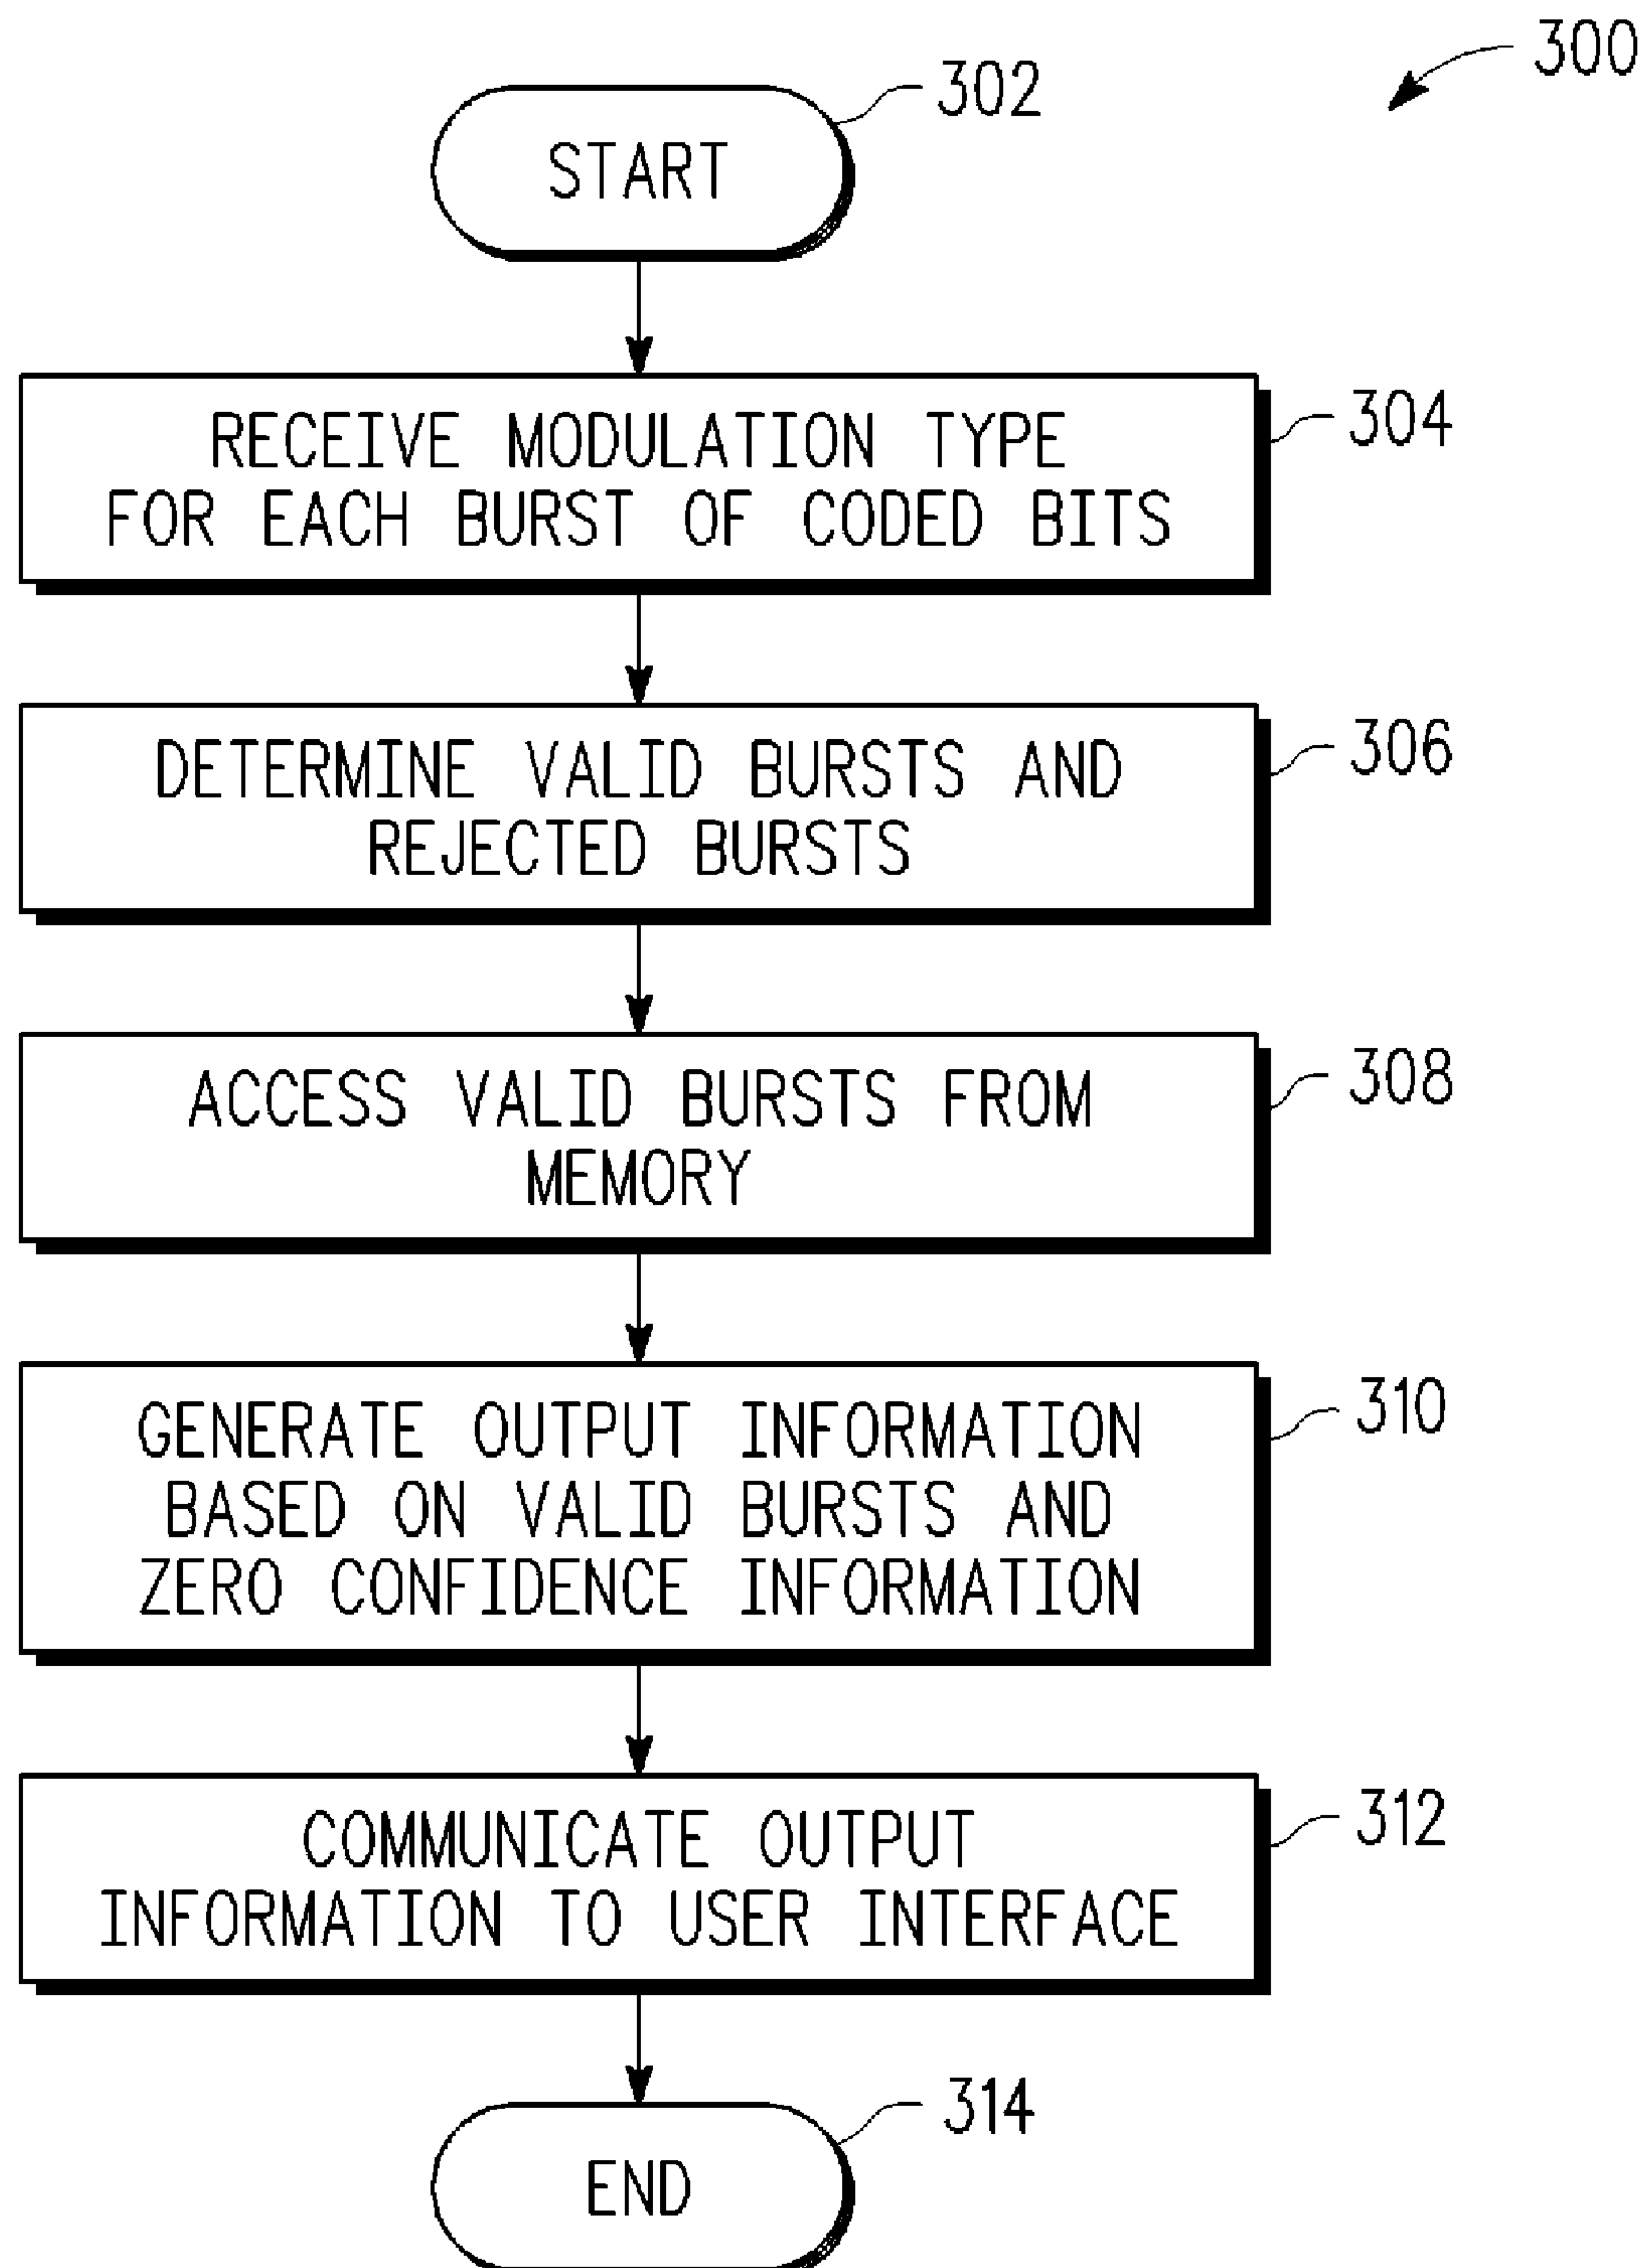 300
302
START
304
RECEIVE MODULATION TYPE
FOR EACH BURST OF CODED BITS
306
DETERMINE VALID BURSTS AND
REJECTED BURSTS
308
ACCESS VALID BURSTS FROM
MEMORY
310
GENERATE OUTPUT INFORMATION
BASED ON VALID BURSTS AND
ZERO CONFIDENCE INFORMATION
312
COMMUNICATE OUTPUT
INFORMATION TO USER INTERFACE
314
END